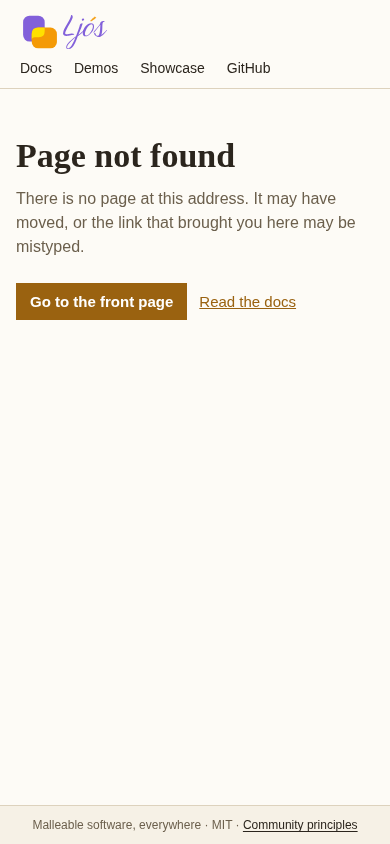 Ljós
Docs Demos Showcase GitHub
Page not found
There is no page at this address. It may have
moved, or the link that brought you here may be
mistyped.
Go to the front page Read the docs
Malleable software, everywhere · MIT · Community principles